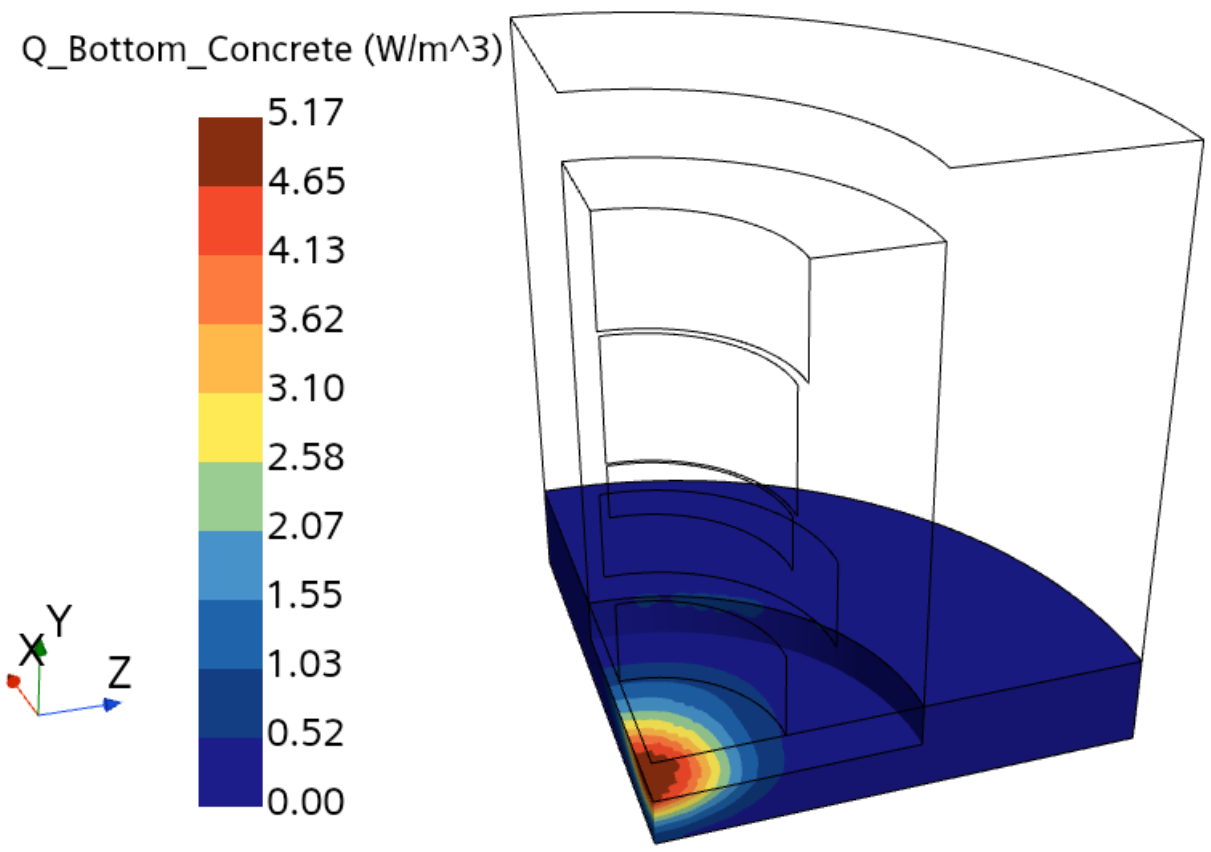 Q_Bottom_Concrete (W/m^3)
5.17
4.65
4.13
3.62
3.10
2.58
2.07
1.55
1.03
0.52
0.00
Y
X
Z